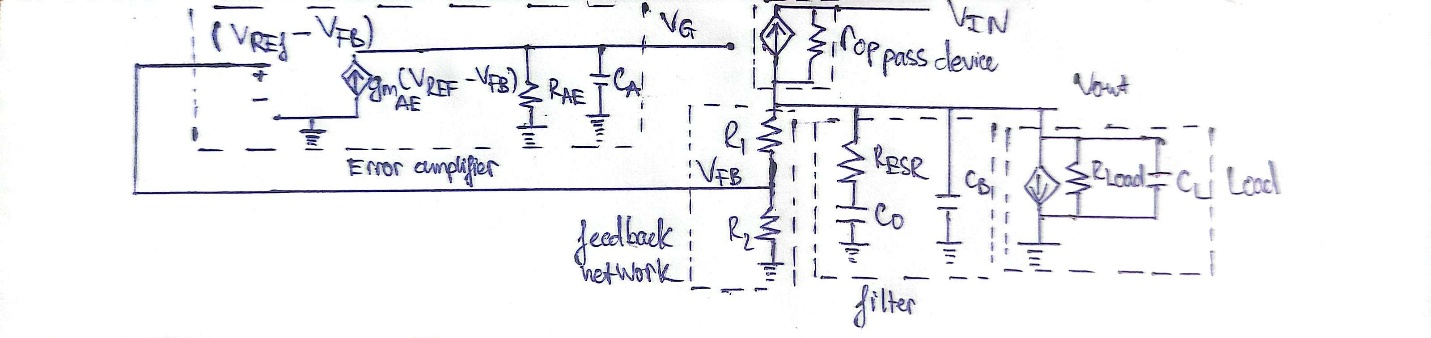 (VREf - VFB)
VG
VIN
+
gmAE(VREF - VFB)
RAE
CA
rop pass device
-
Vout
Error amplifier
R1
VFB
RESR
CB
RLoad
CL
Load
CO
R2
feedback
network
filter